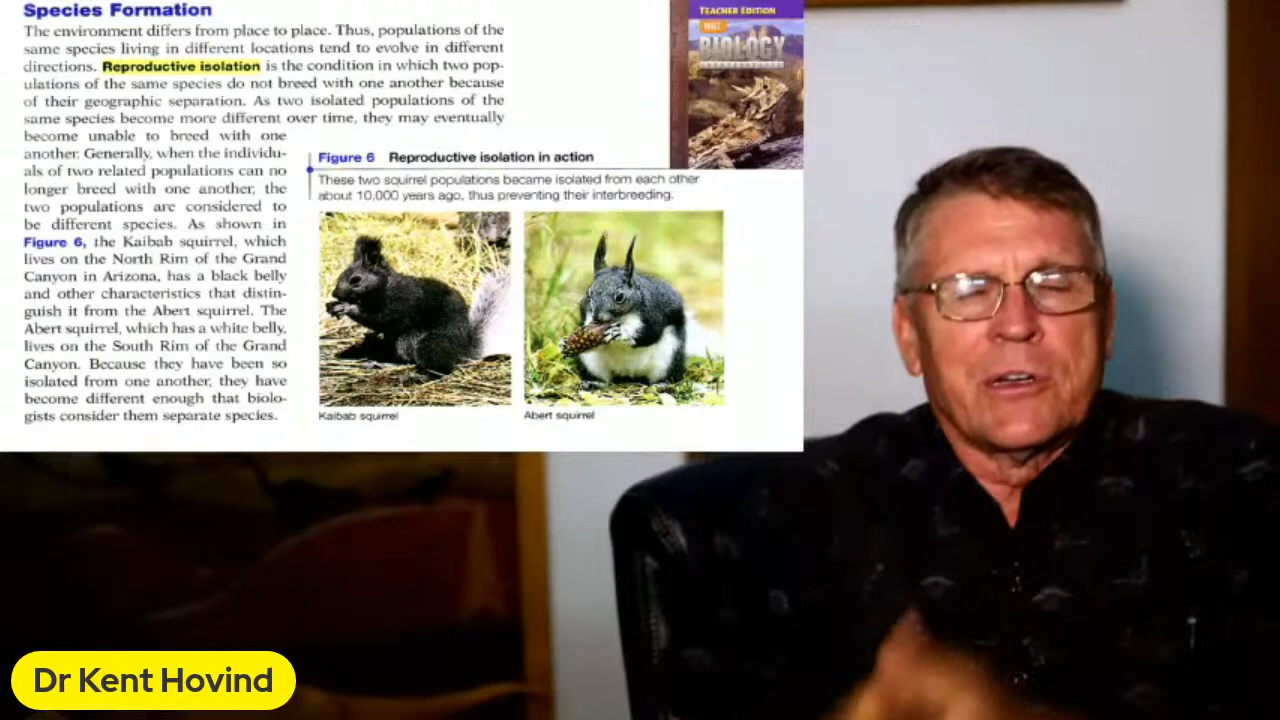 Species Formation
The environment differs from place to place. Thus, populations of the
same species living in different locations tend to evolve in different
directions. Reproductive isolation is the condition in which two pop-
ulations of the same species do not breed with one another because
of their geographic separation. As two isolated populations of the
same species become more different over time, they may eventually
become unable to breed with one
another. Generally, when the individu-
als of two related populations can no
longer breed with one another, the
two populations are considered to
be different species. As shown in
Figure 6, the Kaibab squirrel, which
lives on the North Rim of the Grand
Canyon in Arizona, has a black belly
and other characteristics that distin-
guish it from the Abert squirrel. The
Abert squirrel, which has a white belly,
lives on the South Rim of the Grand
Canyon. Because they have been so
isolated from one another, they have
become different enough that biolo-
gists consider them separate species.
Figure 6 Reproductive isolation in action
These two squirrel populations became isolated from each other
about 10,000 years ago, thus preventing their interbreeding.
Kaibab squirrel
Abert squirrel
TEACHER EDITION
HOLT
BIOLOGY
Dr Kent Hovind